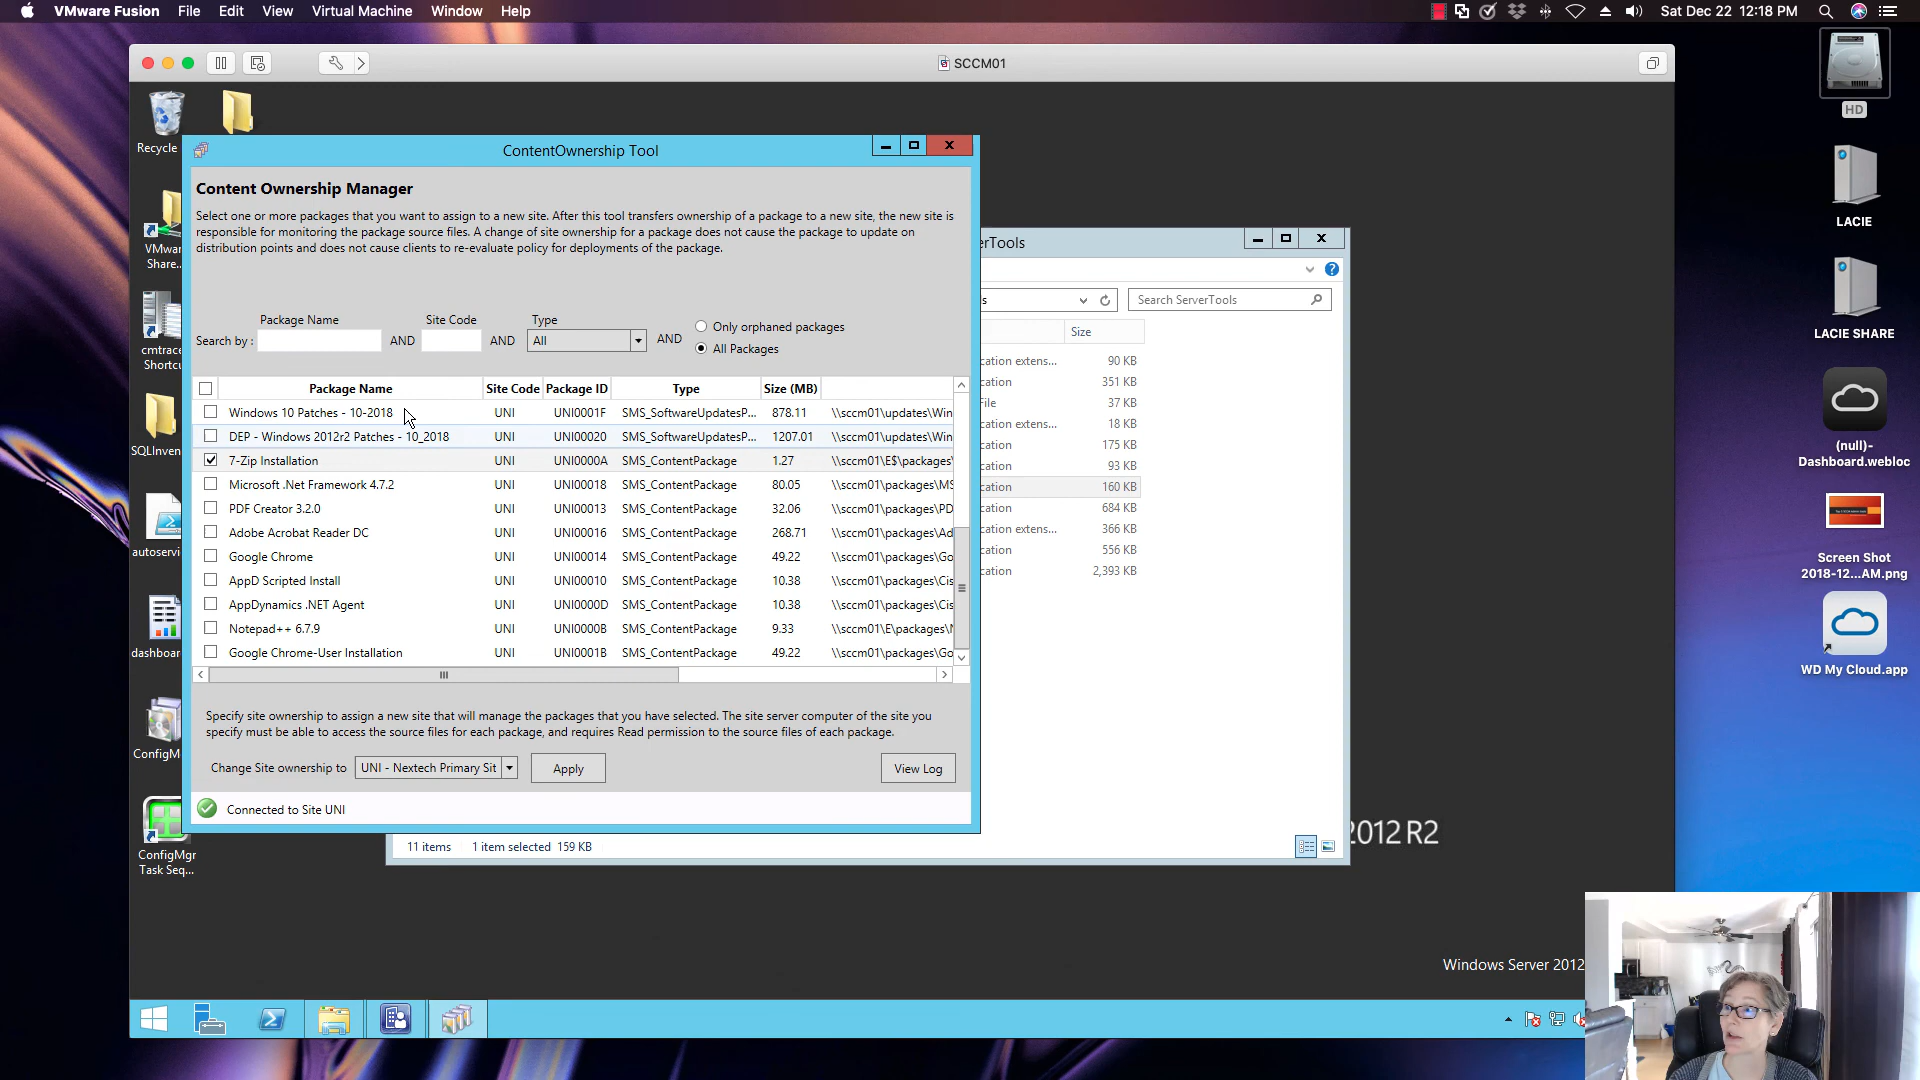 VMware Fusion File Edit View Virtual Machine Window Help Sat Dec 22 12:18 PM
SCCM01
HD
LACIE
LACIE SHARE
(null)-
Dashboard.webloc
Screen Shot
2018-12...AM.png
WD My Cloud.app
Recycle
VMwar
Share...
cmtrace
Shortcu
SQLInven
autoservi
dashboar
ConfigM
ConfigMgr
Task Seq...
ContentOwnership Tool
Content Ownership Manager
Select one or more packages that you want to assign to a new site. After this tool transfers ownership of a package to a new site, the new site is
responsible for monitoring the package source files. A change of site ownership for a package does not cause the package to update on
distribution points and does not cause clients to re-evaluate policy for deployments of the package.
Package Name Site Code Type
Search by : AND AND All AND
Only orphaned packages
All Packages
Package Name Site Code Package ID Type Size (MB)
Windows 10 Patches - 10-2018 UNI UNI0001F SMS_SoftwareUpdatesP... 878.11 \\sccm01\updates\Win
DEP - Windows 2012r2 Patches - 10_2018 UNI UNI00020 SMS_SoftwareUpdatesP... 1207.01 \\sccm01\updates\Win
7-Zip Installation UNI UNI0000A SMS_ContentPackage 1.27 \\sccm01\E$\packages\
Microsoft .Net Framework 4.7.2 UNI UNI00018 SMS_ContentPackage 80.05 \\sccm01\packages\MS
PDF Creator 3.2.0 UNI UNI00013 SMS_ContentPackage 32.06 \\sccm01\packages\PD
Adobe Acrobat Reader DC UNI UNI00016 SMS_ContentPackage 268.71 \\sccm01\packages\Ad
Google Chrome UNI UNI00014 SMS_ContentPackage 49.22 \\sccm01\packages\Go
AppD Scripted Install UNI UNI00010 SMS_ContentPackage 10.38 \\sccm01\packages\Cis
AppDynamics .NET Agent UNI UNI0000D SMS_ContentPackage 10.38 \\sccm01\packages\Cis
Notepad++ 6.7.9 UNI UNI0000B SMS_ContentPackage 9.33 \\sccm01\E\packages\N
Google Chrome-User Installation UNI UNI0001B SMS_ContentPackage 49.22 \\sccm01\packages\Go
Specify site ownership to assign a new site that will manage the packages that you have selected. The site server computer of the site you
specify must be able to access the source files for each package, and requires Read permission to the source files of each package.
Change Site ownership to UNI - Nextech Primary Sit Apply View Log
Connected to Site UNI
erTools
s Search ServerTools
Size
cation extens... 90 KB
cation 351 KB
File 37 KB
cation extens... 18 KB
cation 175 KB
cation 93 KB
cation 160 KB
cation 684 KB
cation extens... 366 KB
cation 556 KB
cation 2,393 KB
11 items 1 item selected 159 KB
2012 R2
Windows Server 2012